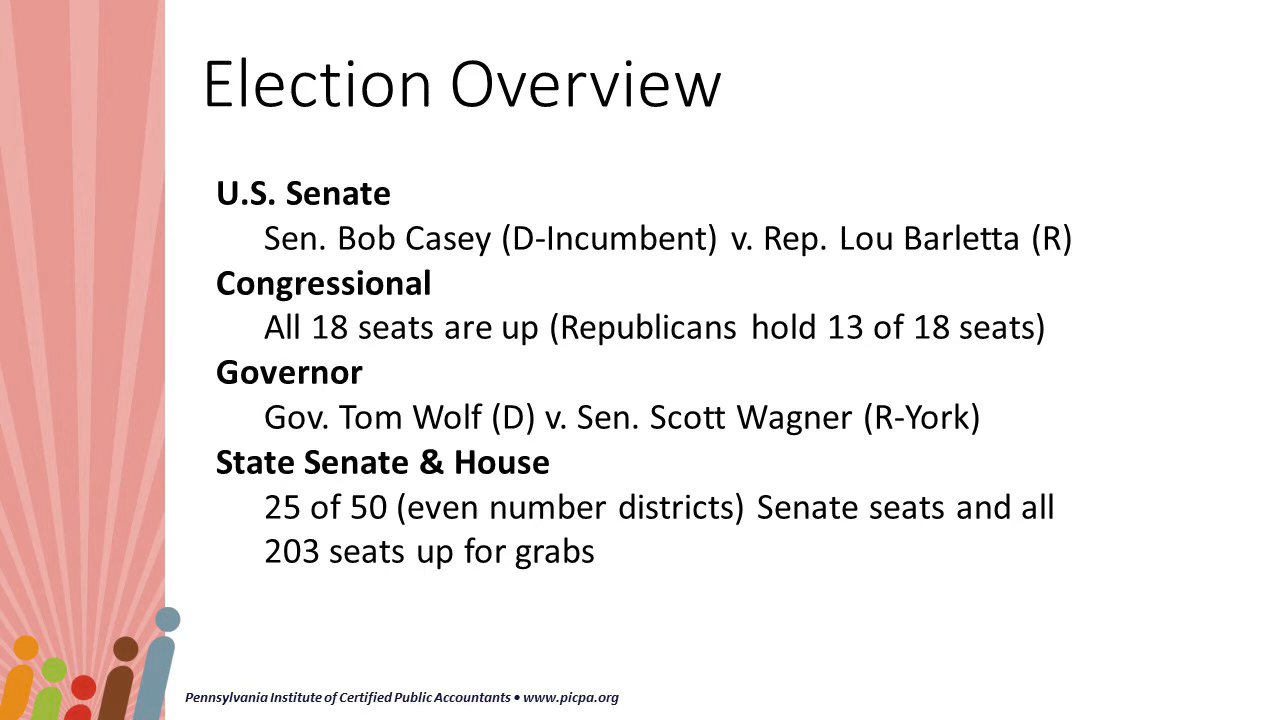 Election Overview
U.S. Senate
Sen. Bob Casey (D-Incumbent) v. Rep. Lou Barletta (R)
Congressional
All 18 seats are up (Republicans hold 13 of 18 seats)
Governor
Gov. Tom Wolf (D) v. Sen. Scott Wagner (R-York)
State Senate & House
25 of 50 (even number districts) Senate seats and all
203 seats up for grabs
Pennsylvania Institute of Certified Public Accountants • www.picpa.org